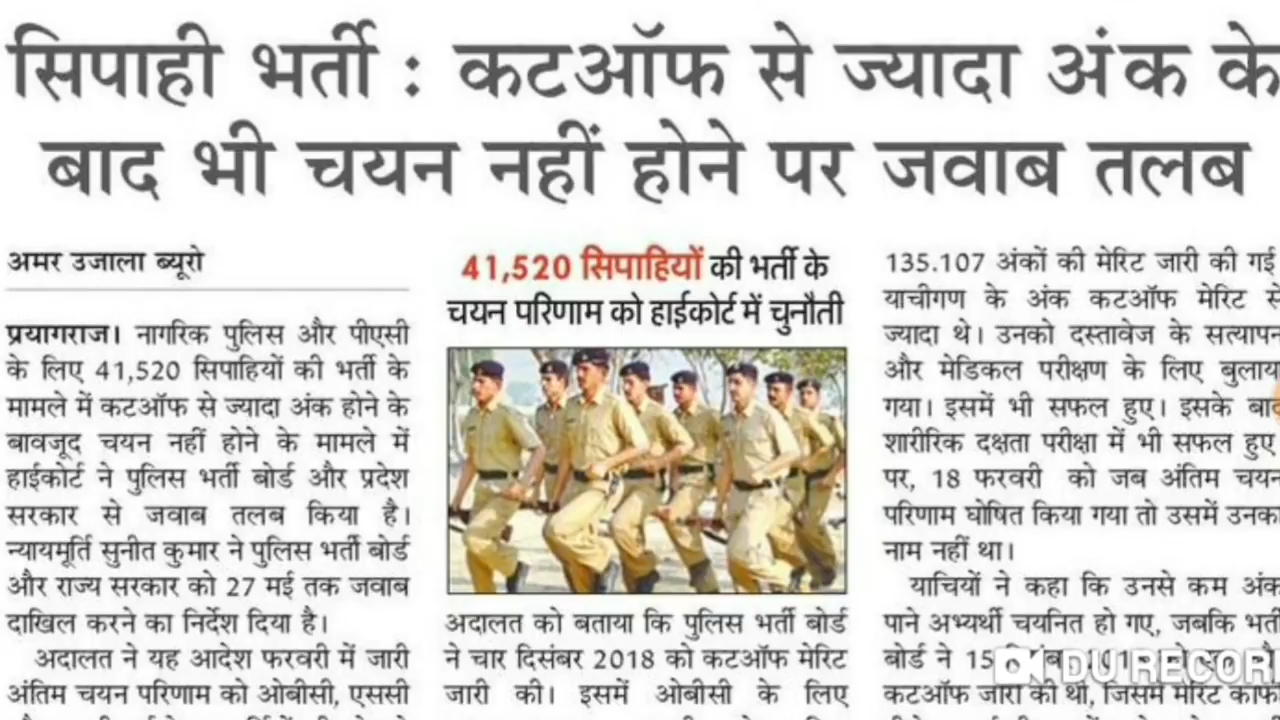 सिपाही भर्ती : कटऑफ से ज्यादा अंक के
बाद भी चयन नहीं होने पर जवाब तलब
अमर उजाला ब्यूरो
प्रयागराज। नागरिक पुलिस और पीएसी
के लिए 41,520 सिपाहियों की भर्ती के
मामले में कटऑफ से ज्यादा अंक होने के
बावजूद चयन नहीं होने के मामले में
हाईकोर्ट ने पुलिस भर्ती बोर्ड और प्रदेश
सरकार से जवाब तलब किया है।
न्यायमूर्ति सुनीत कुमार ने पुलिस भर्ती बोर्ड
और राज्य सरकार को 27 मई तक जवाब
दाखिल करने का निर्देश दिया है।
अदालत ने यह आदेश फरवरी में जारी
अंतिम चयन परिणाम को ओबीसी, एससी
41,520 सिपाहियों की भर्ती के
चयन परिणाम को हाईकोर्ट में चुनौती
अदालत को बताया कि पुलिस भर्ती बोर्ड
ने चार दिसंबर 2018 को कटऑफ मेरिट
जारी की। इसमें ओबीसी के लिए
135.107 अंकों की मेरिट जारी की गई
याचीगण के अंक कटऑफ मेरिट से
ज्यादा थे। उनको दस्तावेज के सत्यापन
और मेडिकल परीक्षण के लिए बुलाया
गया। इसमें भी सफल हुए। इसके बाद
शारीरिक दक्षता परीक्षा में भी सफल हुए
पर, 18 फरवरी को जब अंतिम चयन
परिणाम घोषित किया गया तो उसमें उनका
नाम नहीं था।
याचियों ने कहा कि उनसे कम अंक
पाने अभ्यर्थी चयनित हो गए, जबकि भर्ती
बोर्ड ने 15
DU RECOR
कटऑफ जारी की थी, जिसमें मेरिट काफी